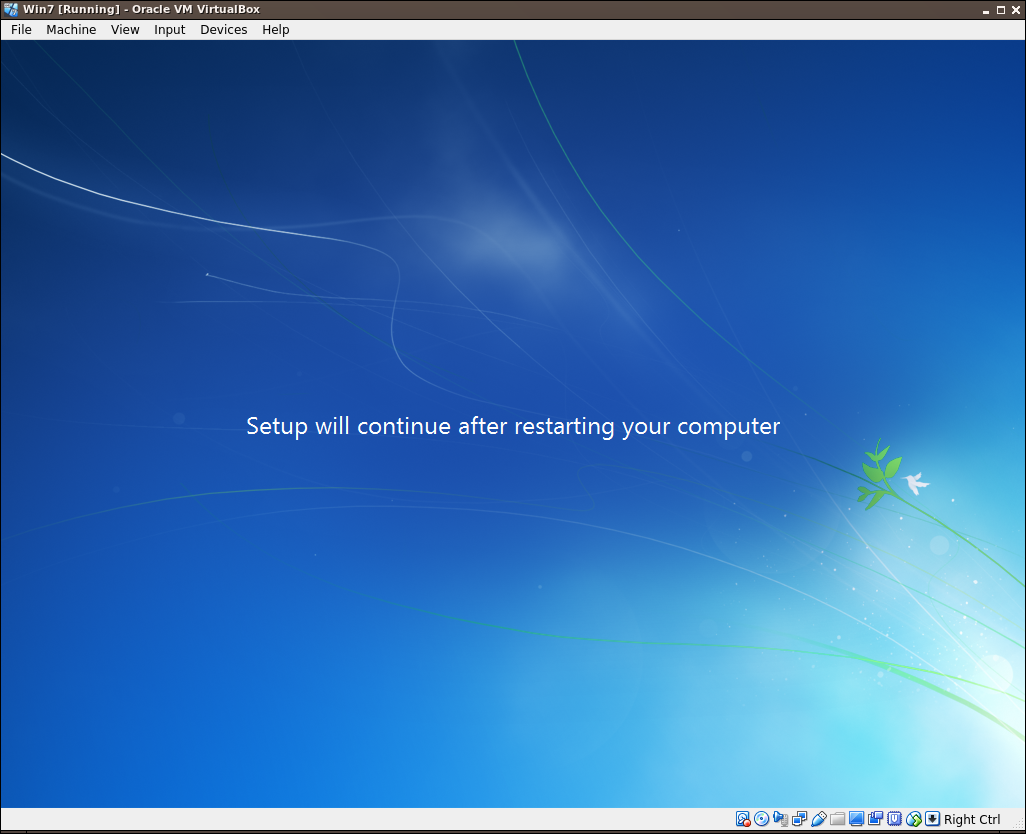 Win7 [Running] - Oracle VM VirtualBox
File Machine View Input Devices Help
Setup will continue after restarting your computer
Right Ctrl